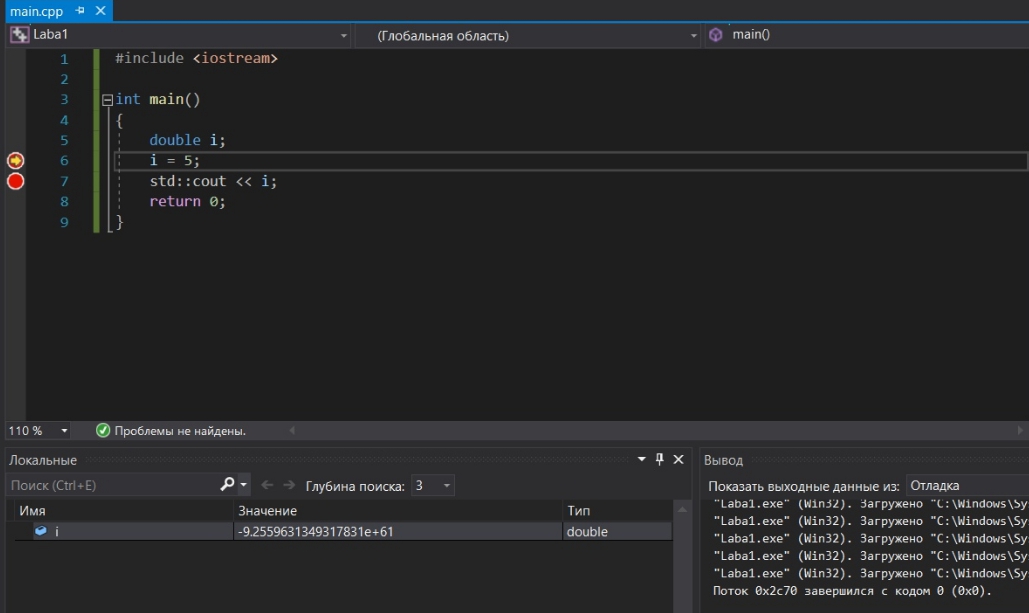 main.cpp
Laba1 (Глобальная область) main()
1 #include <iostream>
2
3 int main()
4 {
5 double i;
6 i = 5;
7 std::cout << i;
8 return 0;
9 }
110 % Проблемы не найдены.
Локальные
Поиск (Ctrl+E) Глубина поиска: 3
Имя Значение Тип
i -9.2559631349317831e+61 double
Вывод
Показать выходные данные из: Отладка
"Laba1.exe" (Win32). Загружено "C:\Windows\Sy
"Laba1.exe" (Win32). Загружено "C:\Windows\Sy
"Laba1.exe" (Win32). Загружено "C:\Windows\Sy
"Laba1.exe" (Win32). Загружено "C:\Windows\Sy
"Laba1.exe" (Win32). Загружено "C:\Windows\Sy
Поток 0x2c70 завершился с кодом 0 (0x0).